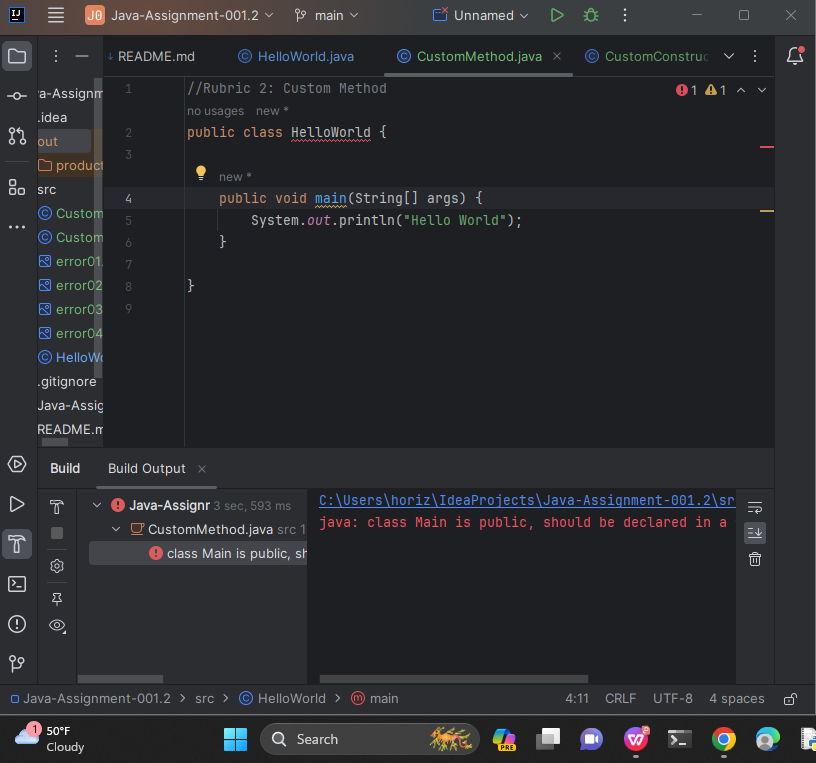 J0 Java-Assignment-001.2 main Unnamed
README.md HelloWorld.java CustomMethod.java CustomConstruc
va-Assignm
.idea
out
product
src
Custom
Custom
error01.
error02
error03
error04
HelloWo
.gitignore
Java-Assig
README.m
1 //Rubric 2: Custom Method
1 1
no usages new *
2 public class HelloWorld {
3
new *
4 public void main(String[] args) {
5 System.out.println("Hello World");
6 }
7
8 }
9
Build Build Output
Java-Assignr 3 sec, 593 ms
CustomMethod.java src 1
class Main is public, sh
C:\Users\horiz\IdeaProjects\Java-Assignment-001.2\sr
java: class Main is public, should be declared in a
Java-Assignment-001.2 > src > HelloWorld > main 4:11 CRLF UTF-8 4 spaces
1
50°F
Cloudy
Search
PRE